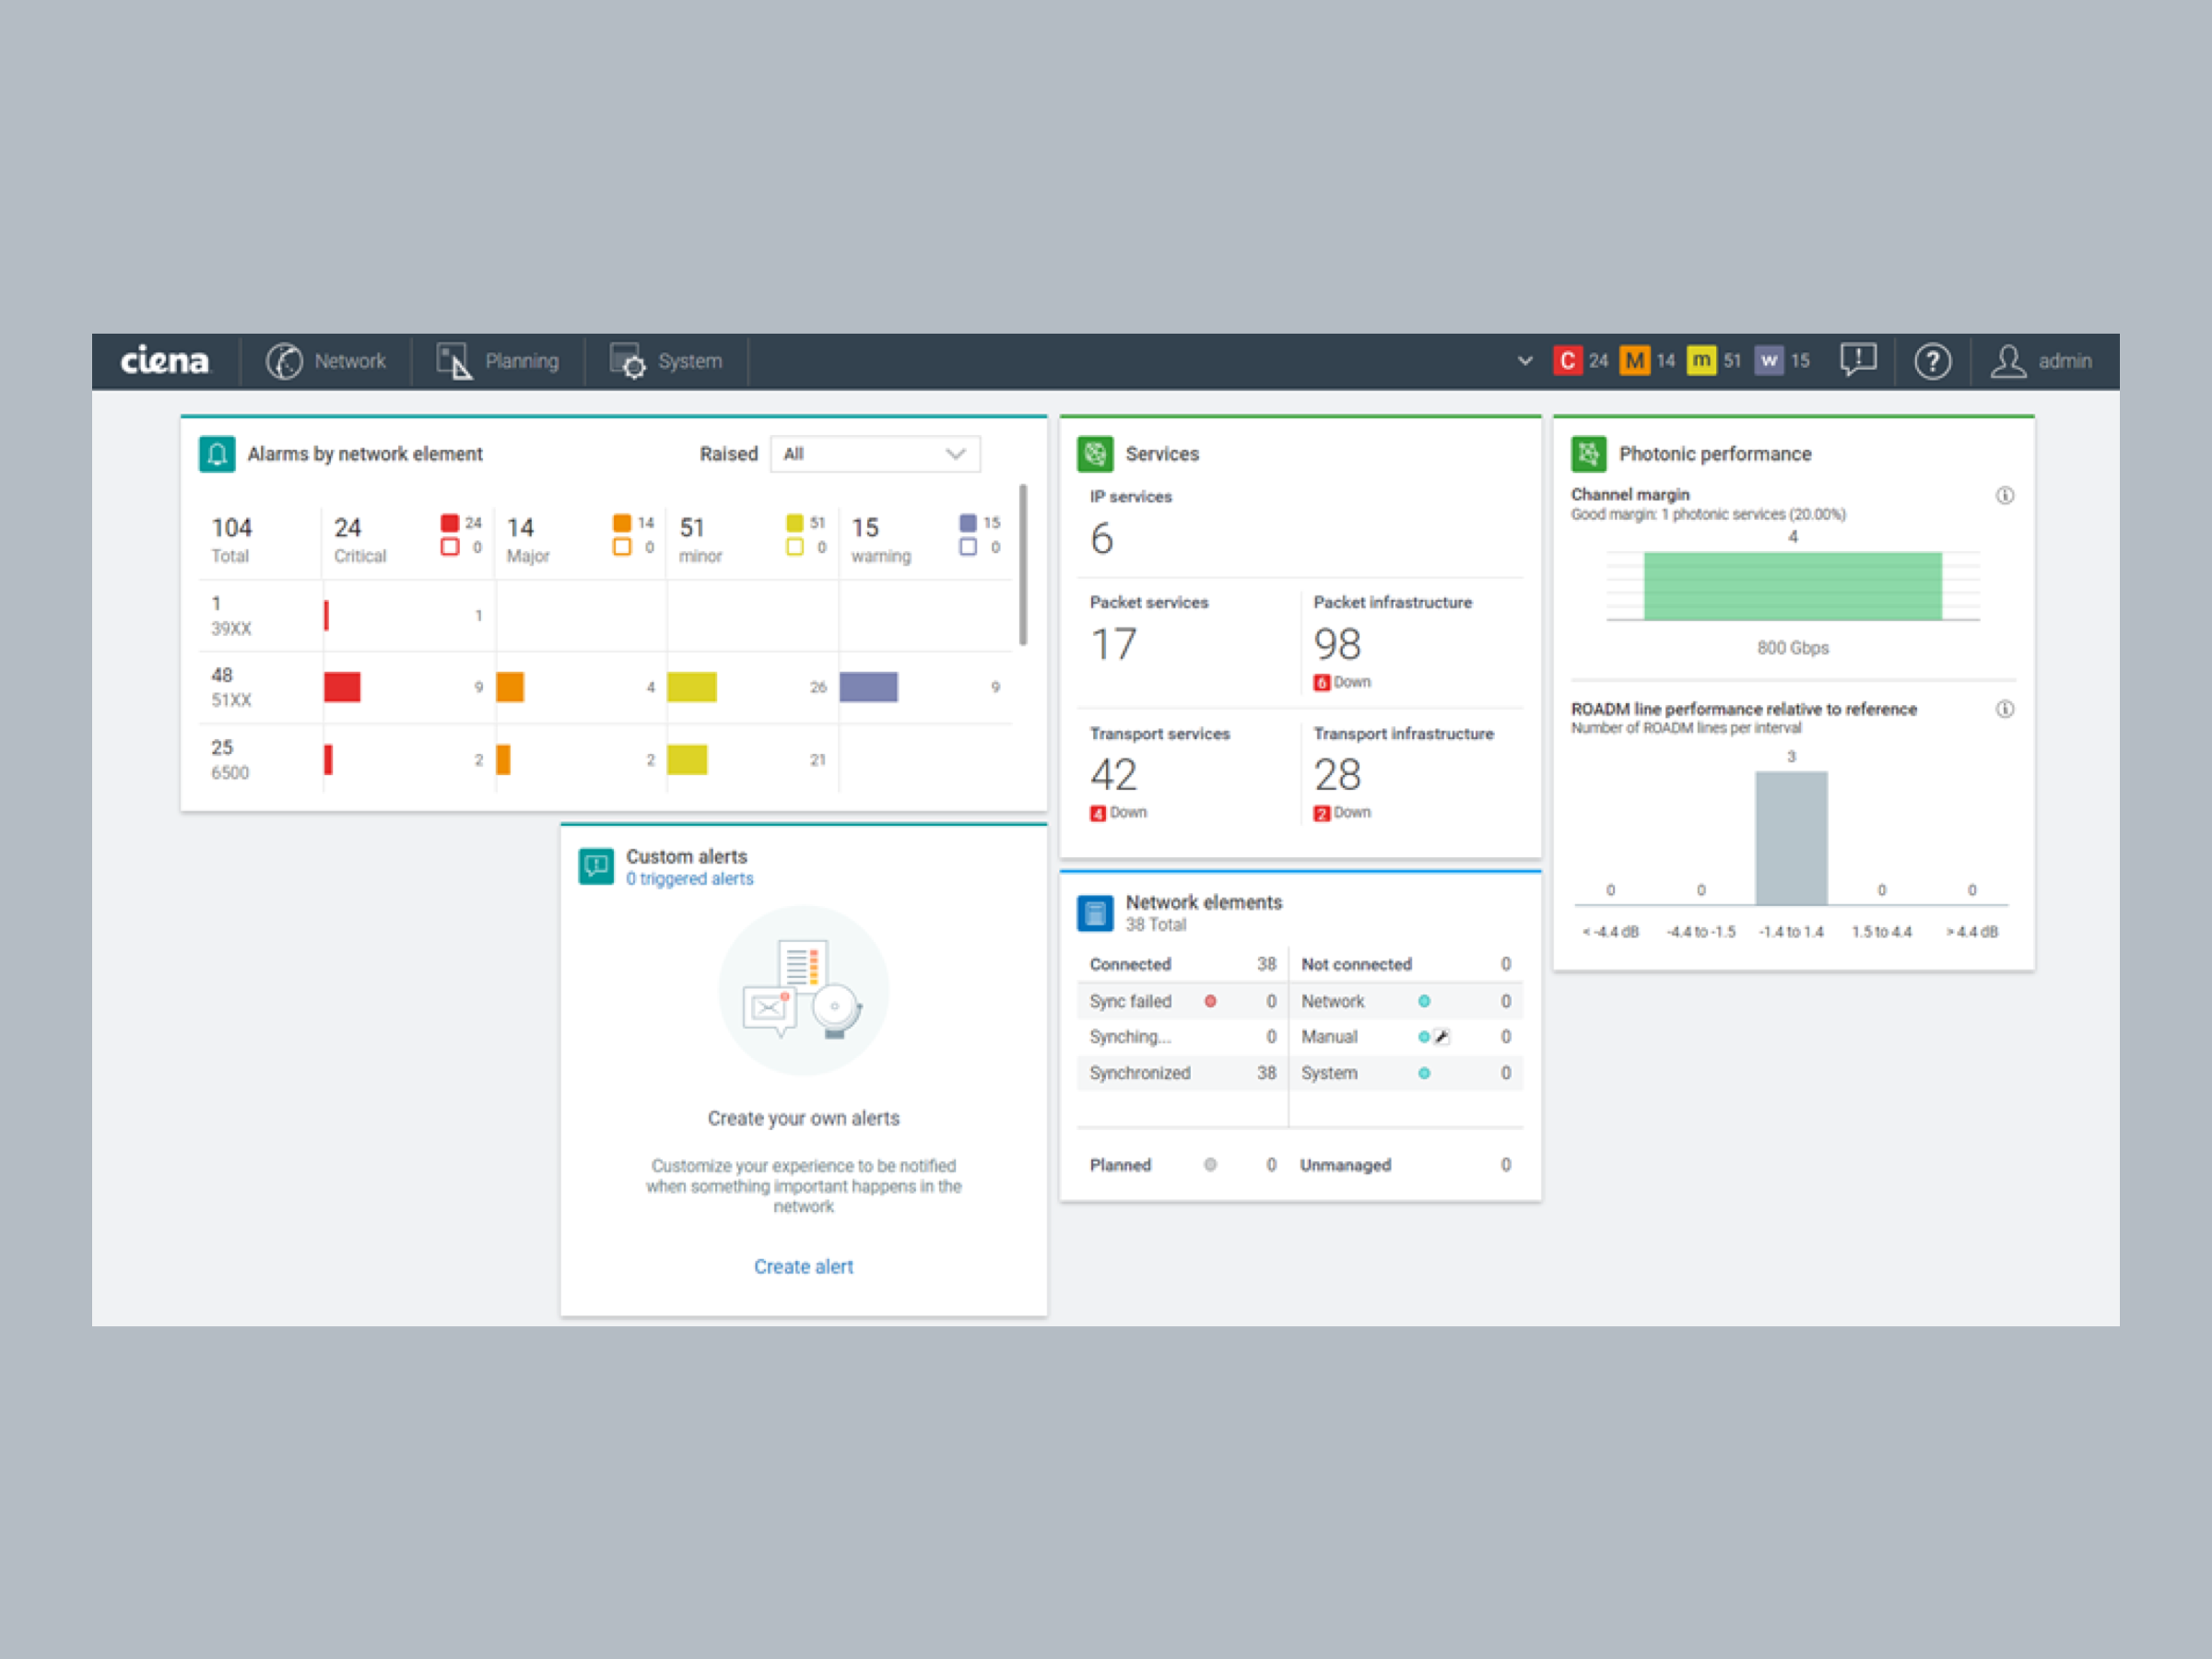 ciena Network Planning System C 24 M 14 m 51 w 15 ? admin
Alarms by network element Raised All
104 24 24 14 14 51 51 15 15
0 0 0 0
Total Critical Major minor warning
1
39XX 1
48
51XX 9 4 26 9
25
6500 2 2 21
Custom alerts
0 triggered alerts
Create your own alerts
Customize your experience to be notified
when something important happens in the
network
Create alert
Services
IP services
6
Packet services Packet infrastructure
17 98
6 Down
Transport services Transport infrastructure
42 28
4 Down 2 Down
Network elements
38 Total
Connected 38 Not connected 0
Sync failed 0 Network 0
Synching... 0 Manual 0
Synchronized 38 System 0
Planned 0 Unmanaged 0
Photonic performance
Channel margin
Good margin: 1 photonic services (20.00%)
4
800 Gbps
ROADM line performance relative to reference
Number of ROADM lines per interval
3
0 0 0 0
< -4.4 dB -4.4 to -1.5 -1.4 to 1.4 1.5 to 4.4 > 4.4 dB